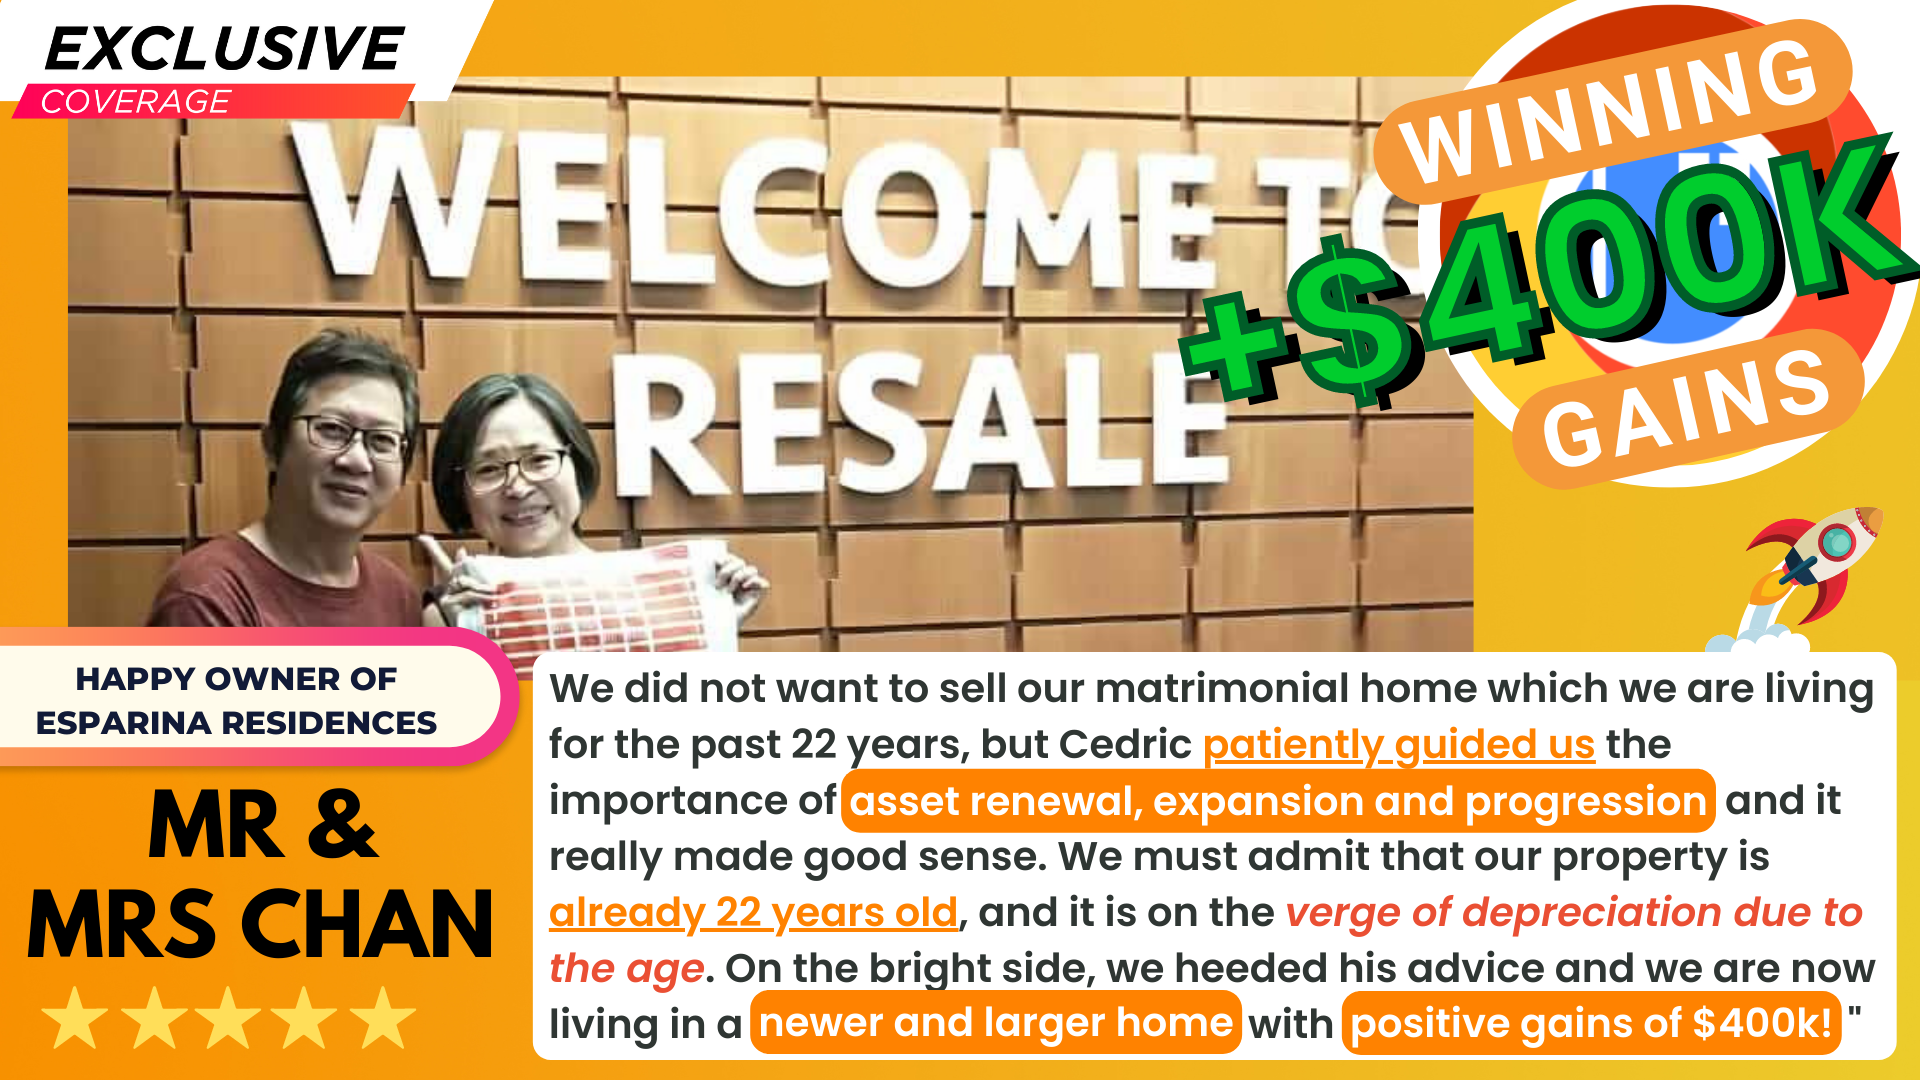 EXCLUSIVE
COVERAGE
WELCOME TO
RESALE
WINNING
+$400K
GAINS
HAPPY OWNER OF
ESPARINA RESIDENCES
MR &
MRS CHAN
We did not want to sell our matrimonial home which we are living
for the past 22 years, but Cedric patiently guided us the
importance of asset renewal, expansion and progression and it
really made good sense. We must admit that our property is
already 22 years old, and it is on the verge of depreciation due to
the age. On the bright side, we heeded his advice and we are now
living in a newer and larger home with positive gains of $400k! "